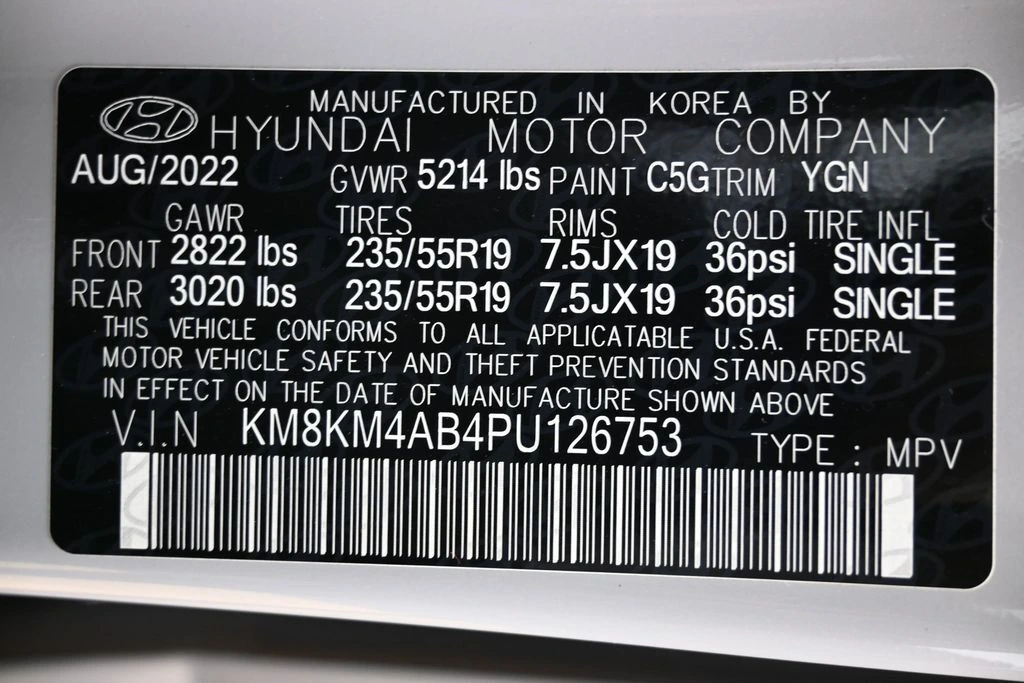 MANUFACTURED IN KOREA BY
HYUNDAI MOTOR COMPANY
AUG/2022 GVWR 5214 lbs PAINT C5G TRIM YGN
GAWR TIRES RIMS COLD TIRE INFL
FRONT 2822 lbs 235/55R19 7.5JX19 36psi SINGLE
REAR 3020 lbs 235/55R19 7.5JX19 36psi SINGLE
THIS VEHICLE CONFORMS TO ALL APPLICATABLE U.S.A. FEDERAL
MOTOR VEHICLE SAFETY AND THEFT PREVENTION STANDARDS
IN EFFECT ON THE DATE OF MANUFACTURE SHOWN ABOVE
V.I.N KM8KM4AB4PU126753 TYPE : MPV